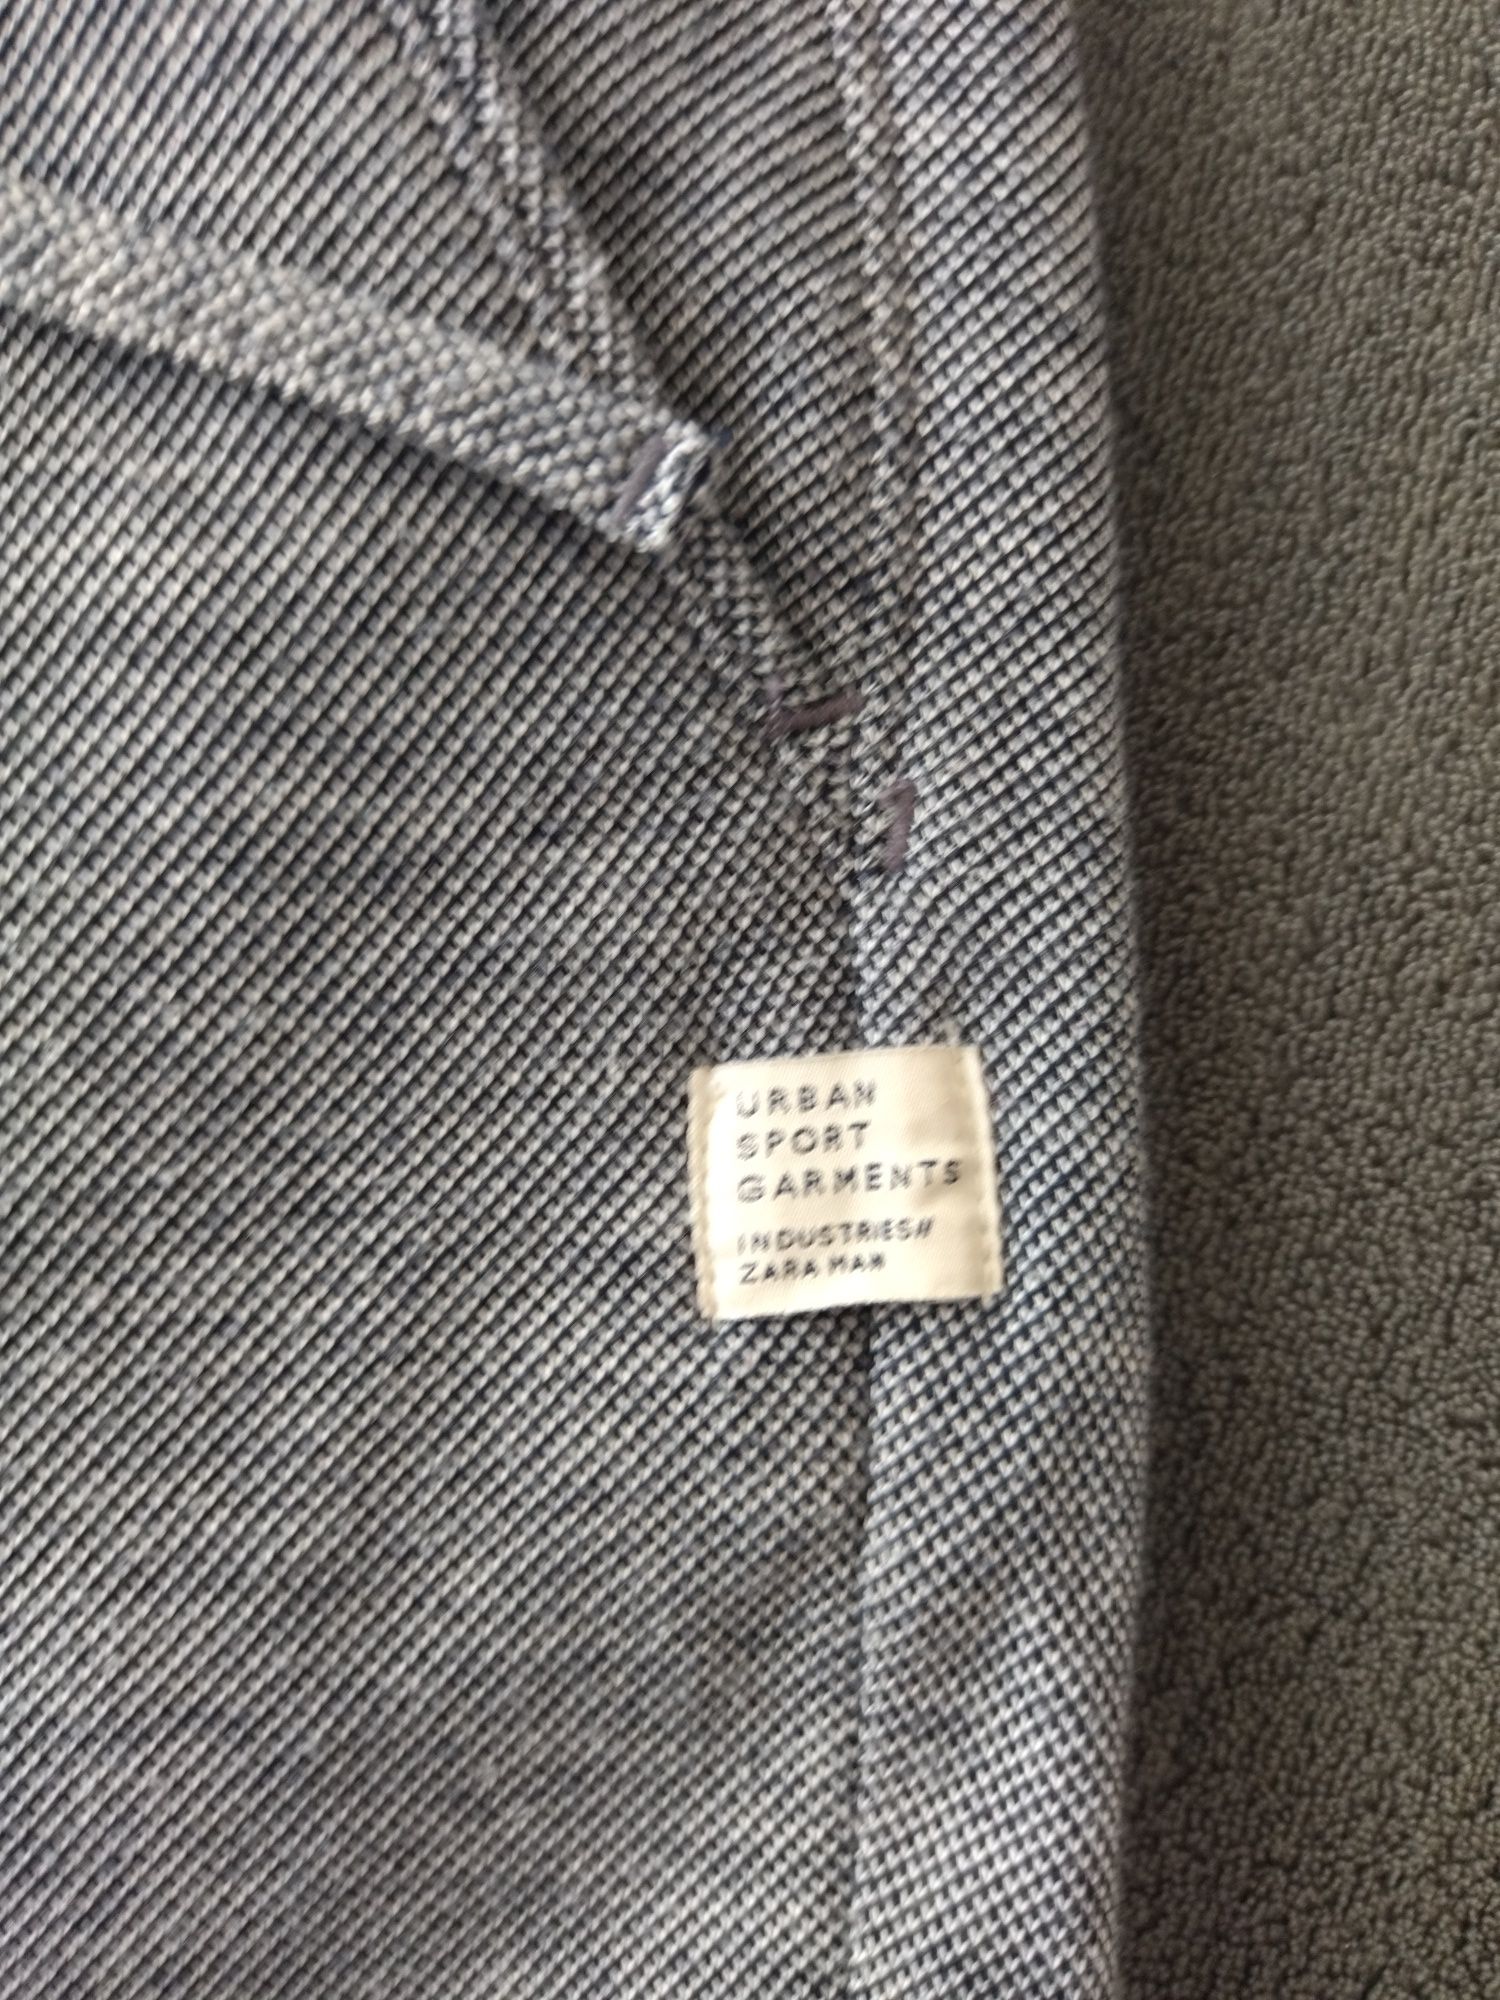 URBAN
SPORT
GARMENTS
INDUSTRIES//
ZARA MAN